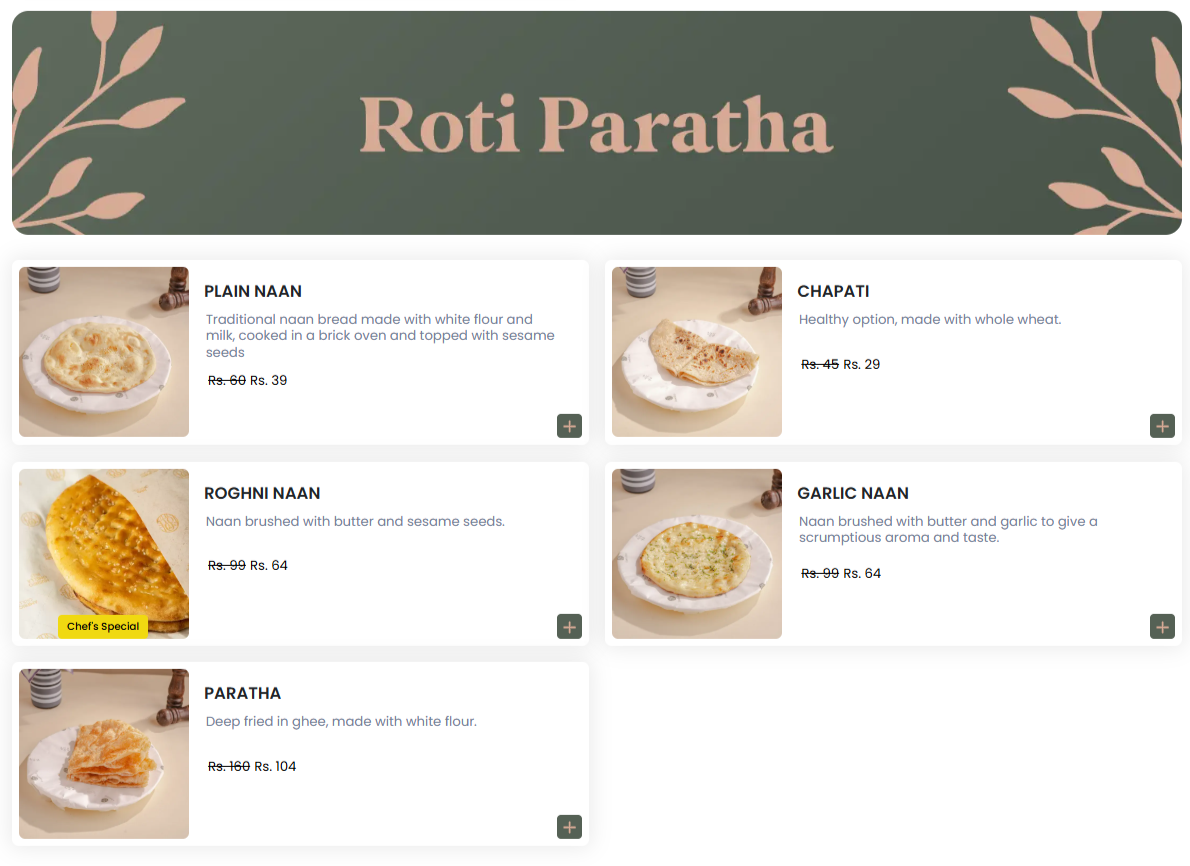 Roti Paratha
PLAIN NAAN
Traditional naan bread made with white flour and
milk, cooked in a brick oven and topped with sesame
seeds
Rs. 60 Rs. 39
CHAPATI
Healthy option, made with whole wheat.
Rs. 45 Rs. 29
ROGHNI NAAN
Naan brushed with butter and sesame seeds.
Rs. 99 Rs. 64
Chef's Special
GARLIC NAAN
Naan brushed with butter and garlic to give a
scrumptious aroma and taste.
Rs. 99 Rs. 64
PARATHA
Deep fried in ghee, made with white flour.
Rs. 160 Rs. 104